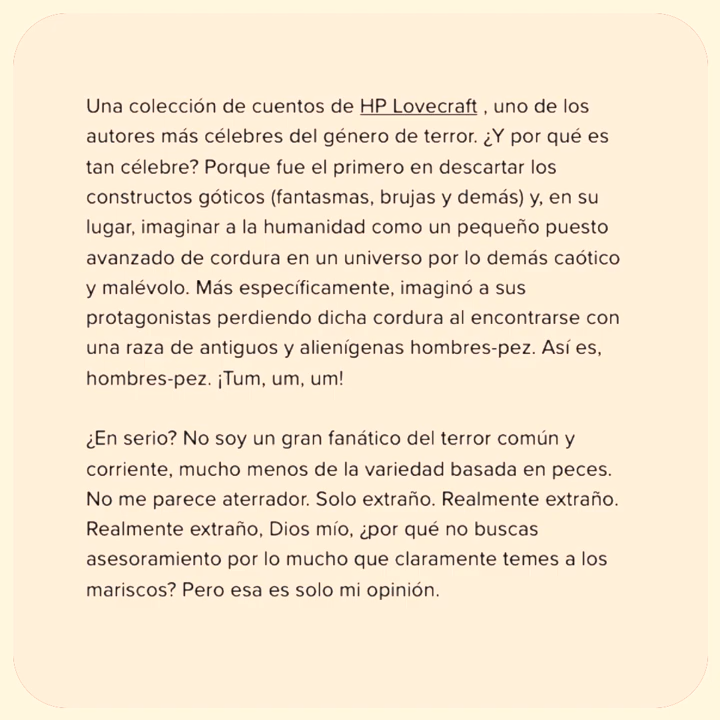 Una colección de cuentos de HP Lovecraft , uno de los
autores más célebres del género de terror. ¿Y por qué es
tan célebre? Porque fue el primero en descartar los
constructos góticos (fantasmas, brujas y demás) y, en su
lugar, imaginar a la humanidad como un pequeño puesto
avanzado de cordura en un universo por lo demás caótico
y malévolo. Más específicamente, imaginó a sus
protagonistas perdiendo dicha cordura al encontrarse con
una raza de antiguos y alienígenas hombres-pez. Así es,
hombres-pez. ¡Tum, um, um!
¿En serio? No soy un gran fanático del terror común y
corriente, mucho menos de la variedad basada en peces.
No me parece aterrador. Solo extraño. Realmente extraño.
Realmente extraño, Dios mío, ¿por qué no buscas
asesoramiento por lo mucho que claramente temes a los
mariscos? Pero esa es solo mi opinión.